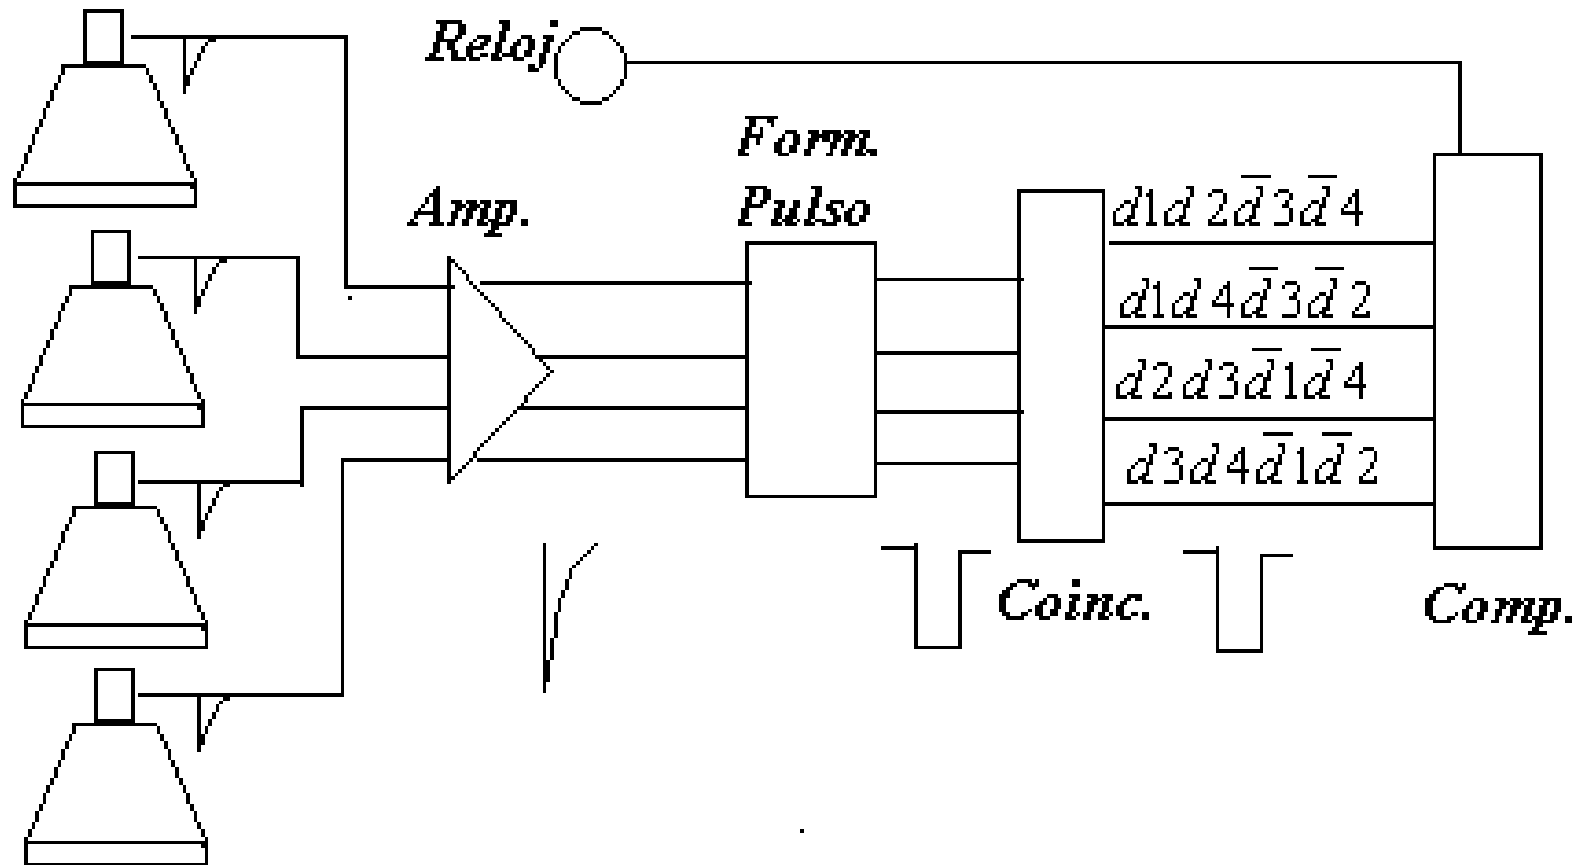 Reloj
Form.
Pulso
Amp.
d1d2d̅3d̅4
d1d4d̅3d̅2
d2d3d̅1d̅4
d3d4d̅1d̅2
Coinc.
Comp.